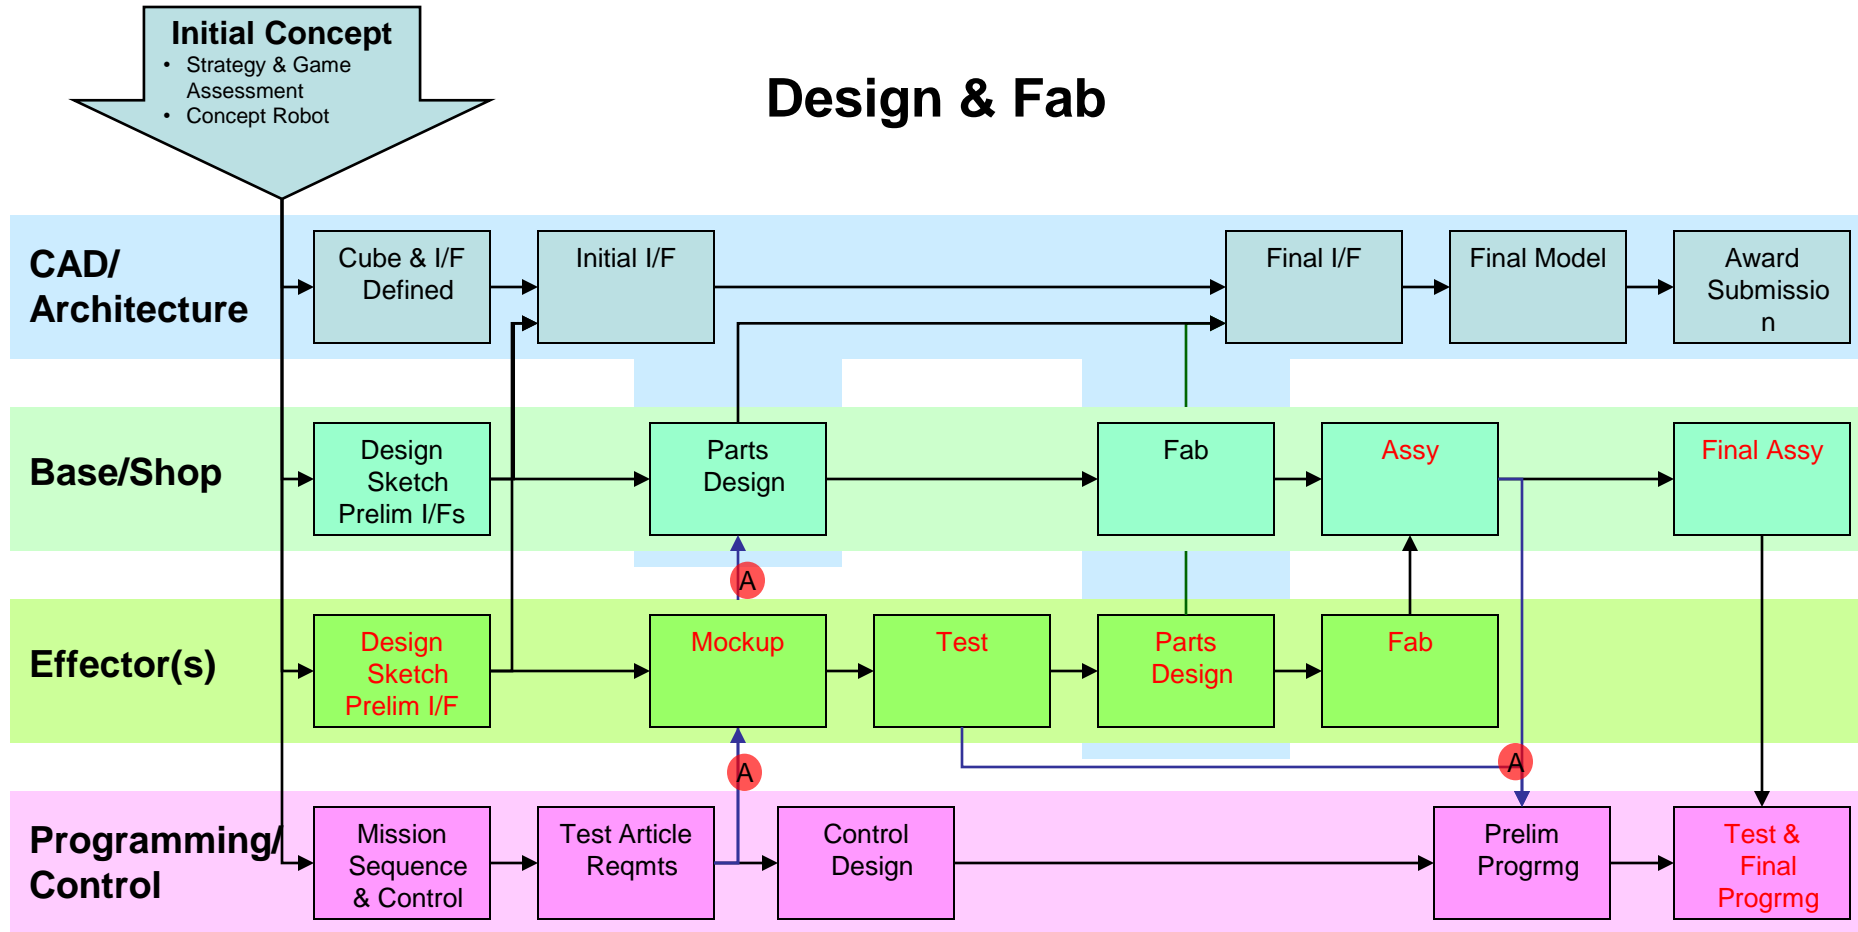 Initial Concept
• Strategy & Game
Assessment
• Concept Robot
Design & Fab
CAD/
Architecture
Cube & I/F
Defined
Initial I/F
Final I/F
Final Model
Award
Submissio
n
Base/Shop
Design
Sketch
Prelim I/Fs
Parts
Design
Fab
Assy
Final Assy
A
Effector(s)
Design
Sketch
Prelim I/F
Mockup
Test
Parts
Design
Fab
A
A
Programming/
Control
Mission
Sequence
& Control
Test Article
Reqmts
Control
Design
Prelim
Progrmg
Test &
Final
Progrmg